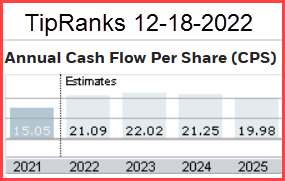 TipRanks 12-18-2022
Annual Cash Flow Per Share (CPS)
Estimates
15.05 21.09 22.02 21.25 19.98
2021 2022 2023 2024 2025